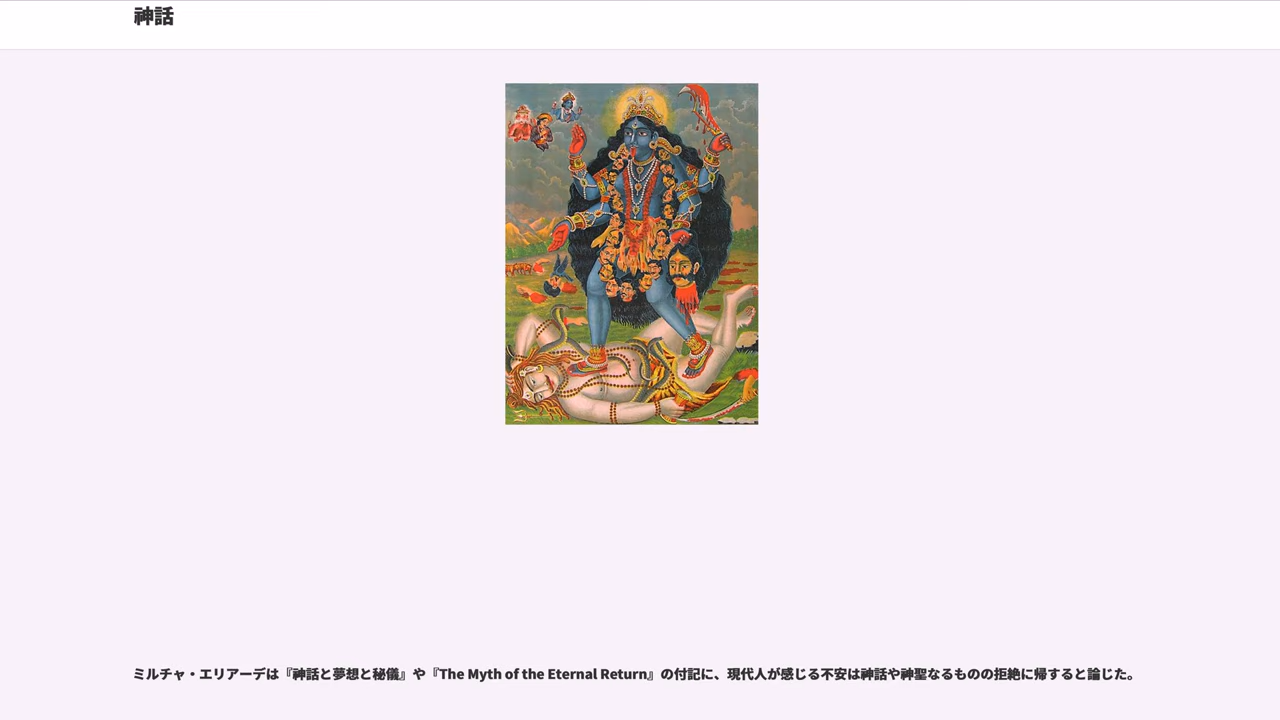 神話
ミルチャ・エリアーデは『神話と夢想と秘儀』や『The Myth of the Eternal Return』の付記に、現代人が感じる不安は神話や神聖なるものの拒絶に帰すると論じた。